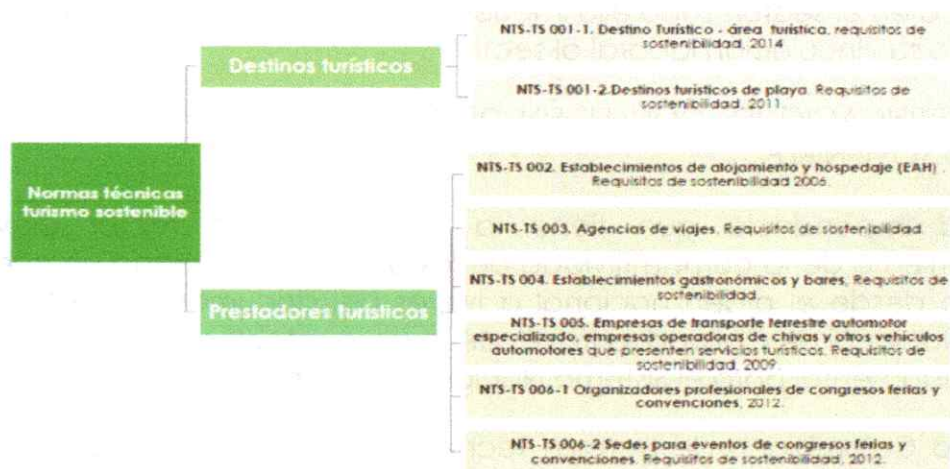 Normas técnicas
turismo sostenible
Destinos turísticos
NTS-TS 001-1. Destino Turístico - área turística, requisitos de
sostenibilidad, 2014
NTS-TS 001-2.Destinos turísticos de playa. Requisitos de
sostenibilidad, 2011.
Prestadores turísticos
NTS-TS 002. Establecimientos de alojamiento y hospedaje (EAH) .
Requisitos de sostenibilidad 2006.
NTS-TS 003. Agencias de viajes. Requisitos de sostenibilidad.
NTS-TS 004. Establecimientos gastronómicos y bares. Requisitos de
sostenibilidad.
NTS-TS 005. Empresas de transporte terrestre automotor
especializado, empresas operadoras de chivas y otros vehículos
automotores que presenten servicios turísticos. Requisitos de
sostenibilidad, 2009.
NTS-TS 006-1 Organizadores profesionales de congresos ferias y
convenciones, 2012.
NTS-TS 006-2 Sedes para eventos de congresos ferias y
convenciones. Requisitos de sostenibilidad, 2012.